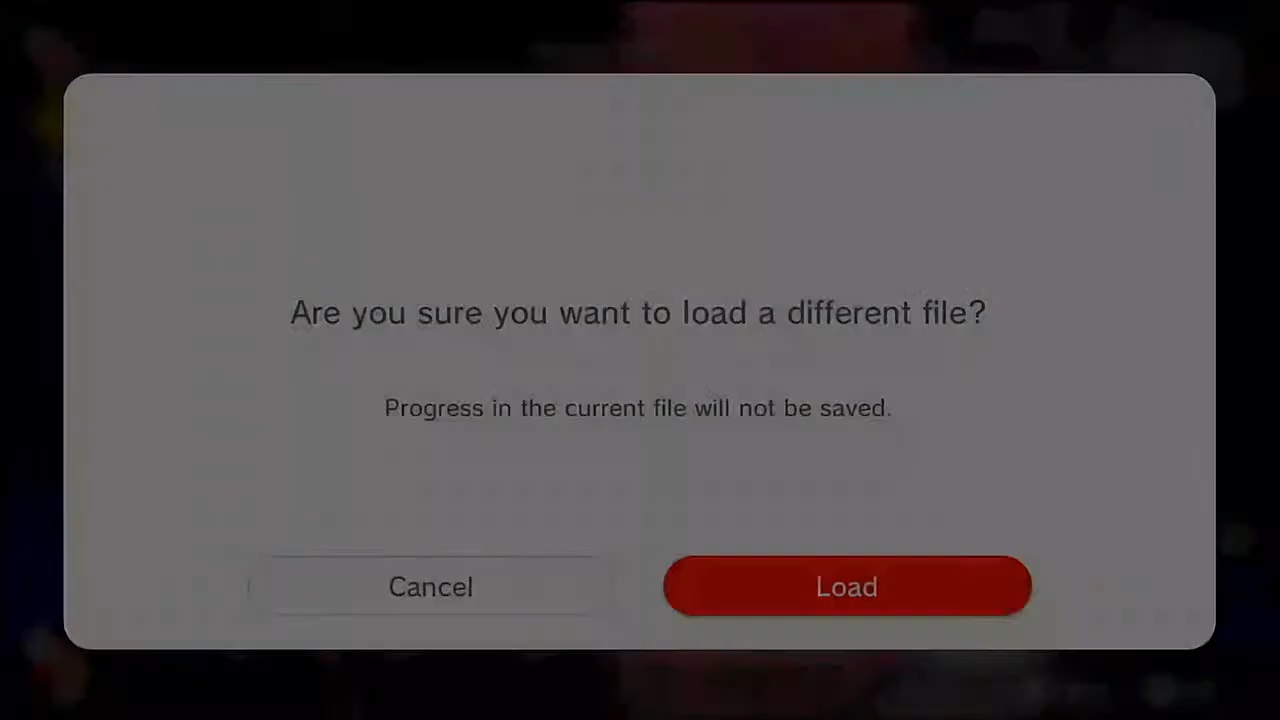 Are you sure you want to load a different file?
Progress in the current file will not be saved.
Cancel
Load